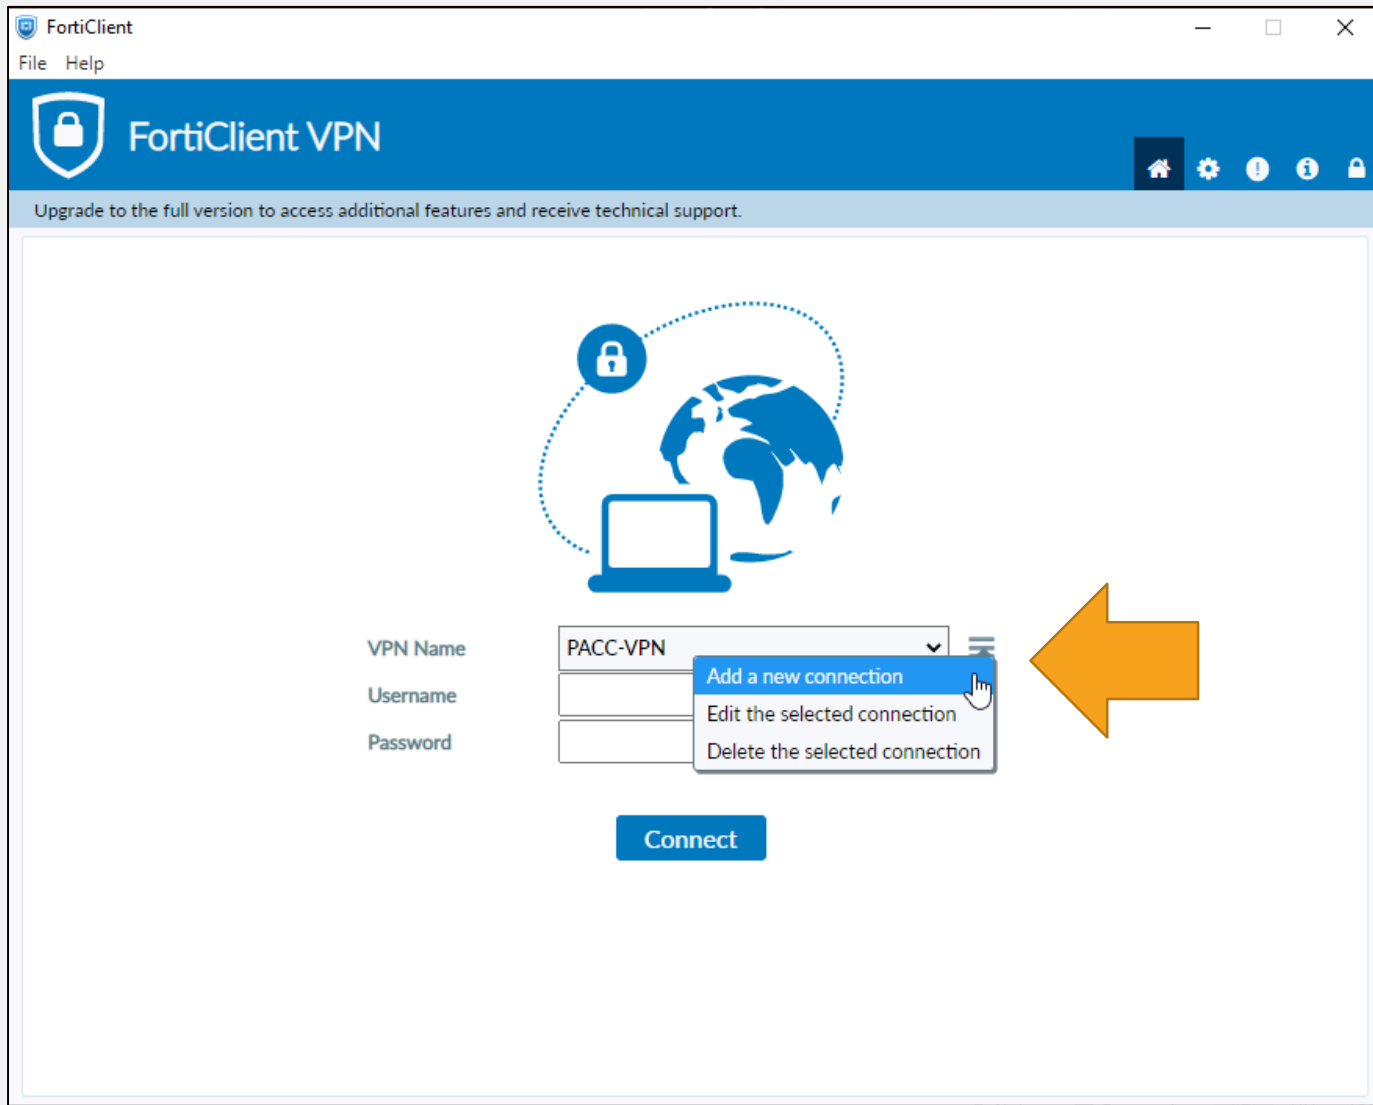 FortiClient
File Help
FortiClient VPN
Upgrade to the full version to access additional features and receive technical support.
VPN Name PACC-VPN
Add a new connection
Username
Edit the selected connection
Password
Delete the selected connection
Connect